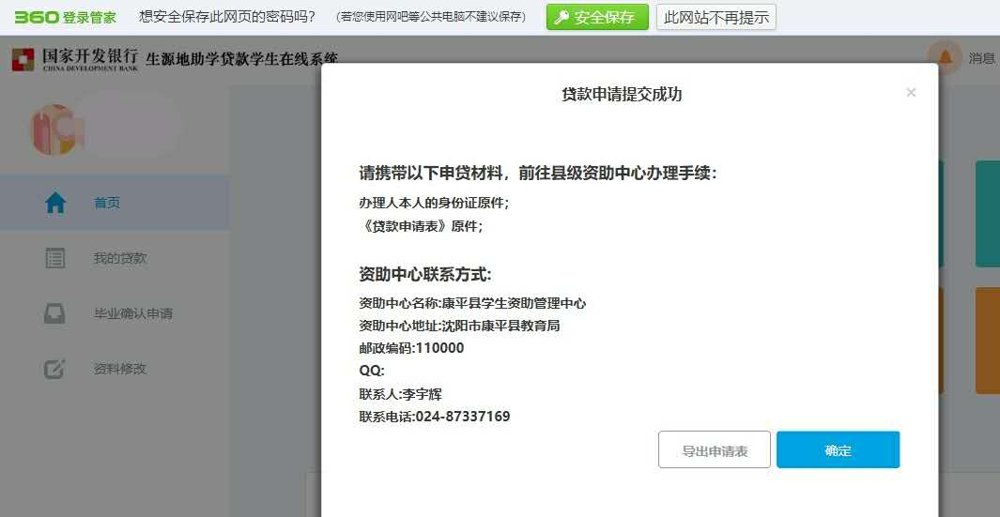 360登录管家 想安全保存此网页的密码吗? (若您使用网吧等公共电脑不建议保存) 安全保存 此网站不再提示
国家开发银行 生源地助学贷款学生在线系统 消息
CHINA DEVELOPMENT BANK
贷款申请提交成功 ×
请携带以下申贷材料，前往县级资助中心办理手续：
办理人本人的身份证原件；
《贷款申请表》原件；
首页
我的贷款
毕业确认申请
资料修改
资助中心联系方式:
资助中心名称:康平县学生资助管理中心
资助中心地址:沈阳市康平县教育局
邮政编码:110000
QQ:
联系人:李宇辉
联系电话:024-87337169
导出申请表 确定